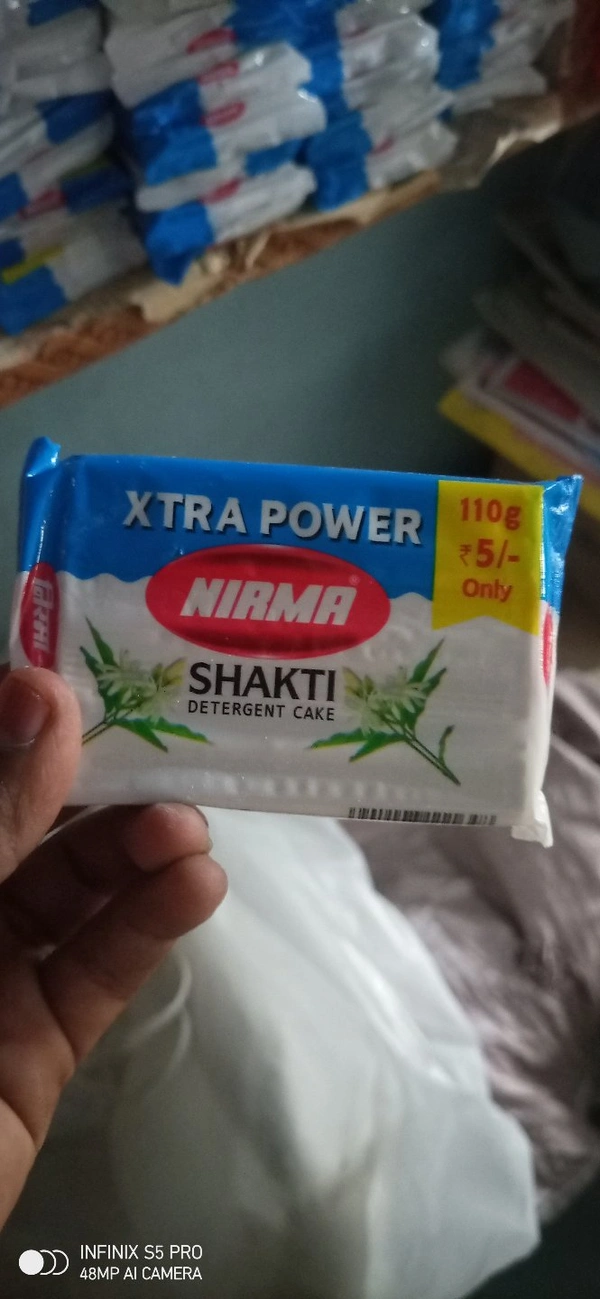 XTRA POWER
110g
₹5/-
Only
NIRMA®
SHAKTI
DETERGENT CAKE
INFINIX S5 PRO
48MP AI CAMERA